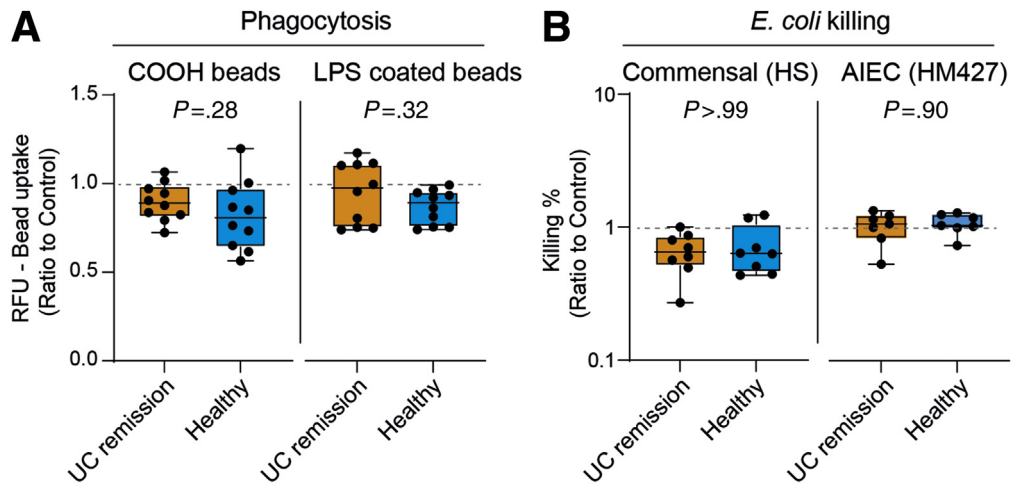 A
Phagocytosis
COOH beads
LPS coated beads
P=.28
P=.32
RFU - Bead uptake
(Ratio to Control)
1.5
1.0
0.5
0.0
UC remission
Healthy
UC remission
Healthy
B
E. coli killing
Commensal (HS)
AIEC (HM427)
P>.99
P=.90
Killing %
(Ratio to Control)
10
1
0.1
UC remission
Healthy
UC remission
Healthy